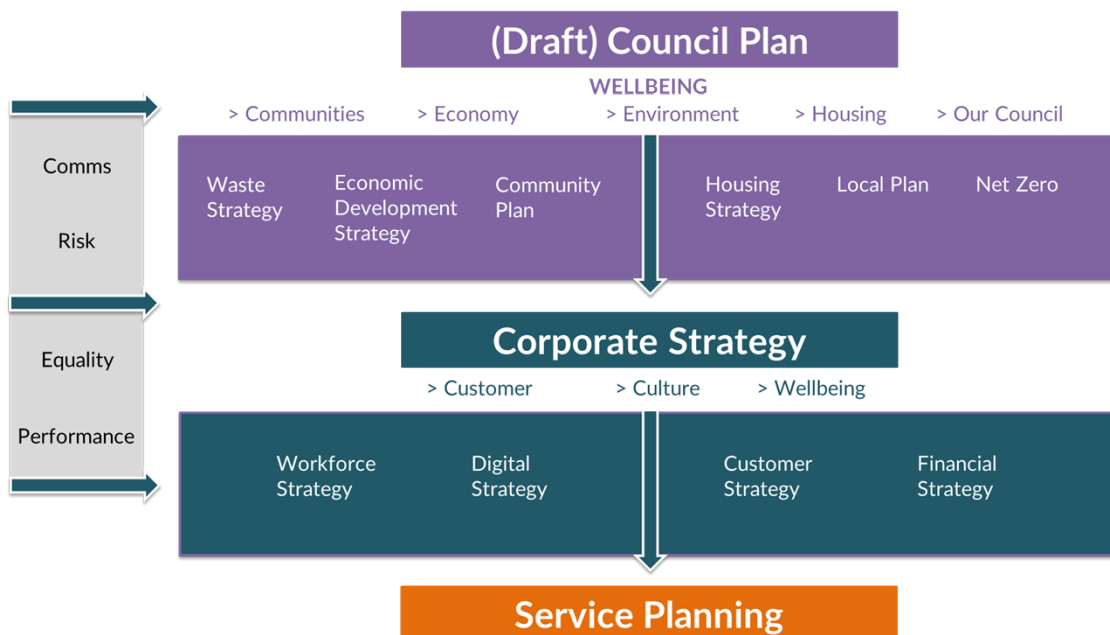 (Draft) Council Plan
WELLBEING
> Communities
> Economy
> Environment
> Housing
> Our Council
Comms
Risk
Equality
Performance
Waste
Strategy
Economic
Development
Strategy
Community
Plan
Housing
Strategy
Local Plan
Net Zero
Corporate Strategy
> Customer
> Culture
> Wellbeing
Workforce
Strategy
Digital
Strategy
Customer
Strategy
Financial
Strategy
Service Planning